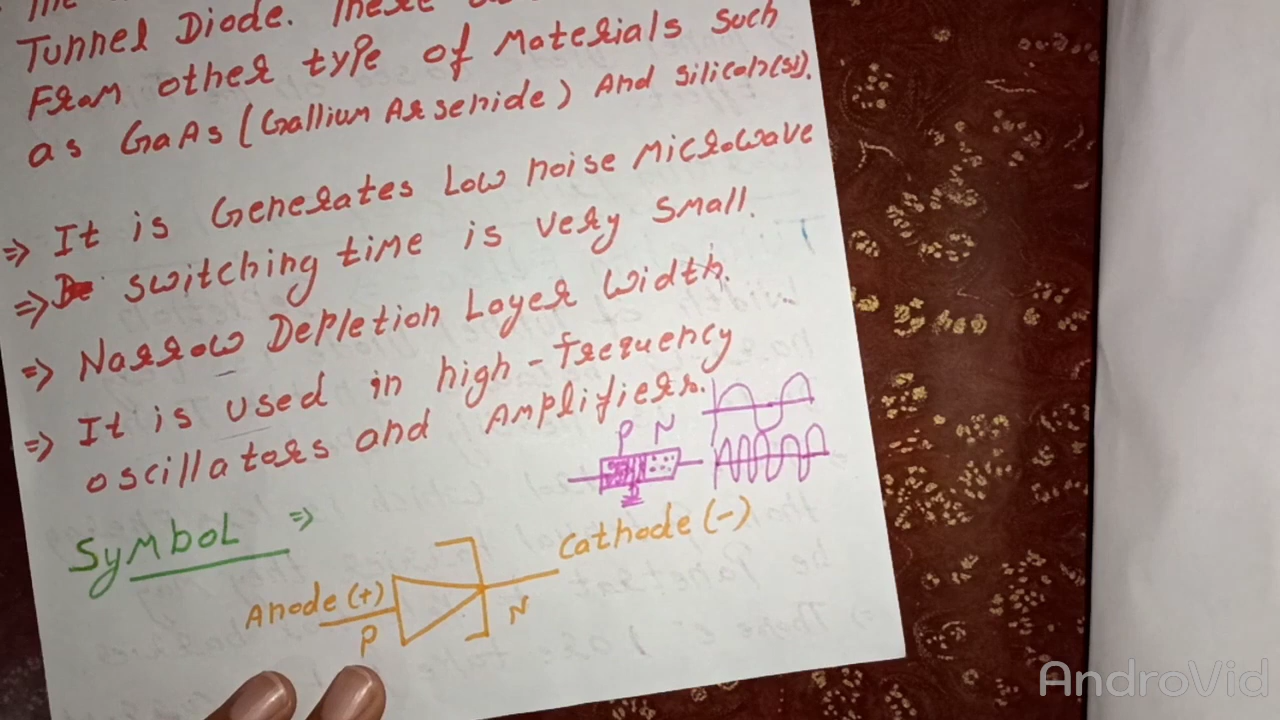 The
Tunnel Diode. These
From other type of Materials such
as GaAs (Gallium Arsenide) And silicon(si).
⇒ It is Generates Low noise Microwave
⇒ switching time is very small.
⇒ Narrow Depletion Layer Width.
⇒ It is used in high-frequency
oscillators and Amplifiers.
P N
Symbol ⇒
Cathode (-)
Anode (+)
P
N
AndroVid